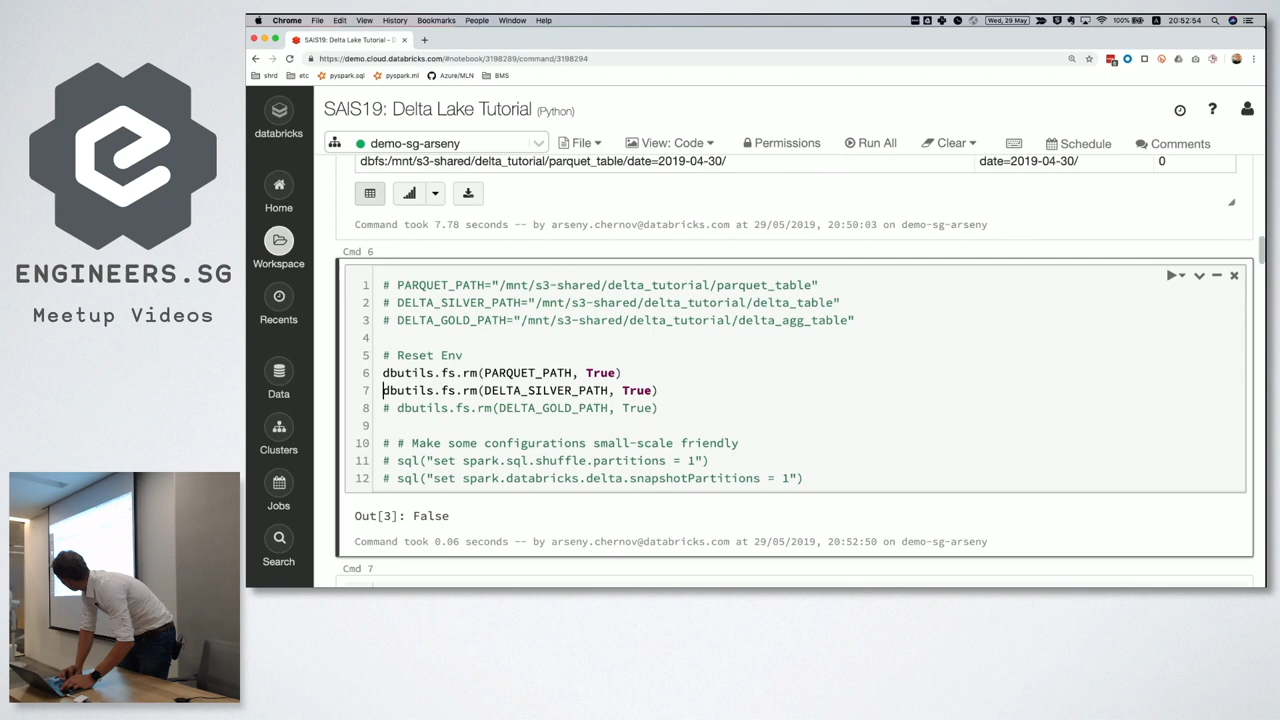 Chrome File Edit View History Bookmarks People Window Help
100% Wed, 29 May 20:52:54
SAIS19: Delta Lake Tutorial - D
https://demo.cloud.databricks.com/#notebook/3198289/command/3198294
shrd etc pyspark.sql pyspark.ml Azure/MLN BMS
SAIS19: Delta Lake Tutorial (Python)
databricks
demo-sg-arseny File View: Code Permissions Run All Clear Schedule Comments
dbfs:/mnt/s3-shared/delta_tutorial/parquet_table/date=2019-04-30/ date=2019-04-30/ 0
Home
Command took 7.78 seconds -- by arseny.chernov@databricks.com at 29/05/2019, 20:50:03 on demo-sg-arseny
Workspace
Cmd 6
Recents
1 # PARQUET_PATH="/mnt/s3-shared/delta_tutorial/parquet_table"
2 # DELTA_SILVER_PATH="/mnt/s3-shared/delta_tutorial/delta_table"
3 # DELTA_GOLD_PATH="/mnt/s3-shared/delta_tutorial/delta_agg_table"
4
5 # Reset Env
6 dbutils.fs.rm(PARQUET_PATH, True)
7 dbutils.fs.rm(DELTA_SILVER_PATH, True)
8 # dbutils.fs.rm(DELTA_GOLD_PATH, True)
9
10 # # Make some configurations small-scale friendly
11 # sql("set spark.sql.shuffle.partitions = 1")
12 # sql("set spark.databricks.delta.snapshotPartitions = 1")
Data
Clusters
Jobs
Search
Out[3]: False
Command took 0.06 seconds -- by arseny.chernov@databricks.com at 29/05/2019, 20:52:50 on demo-sg-arseny
Cmd 7
ENGINEERS.SG
Meetup Videos